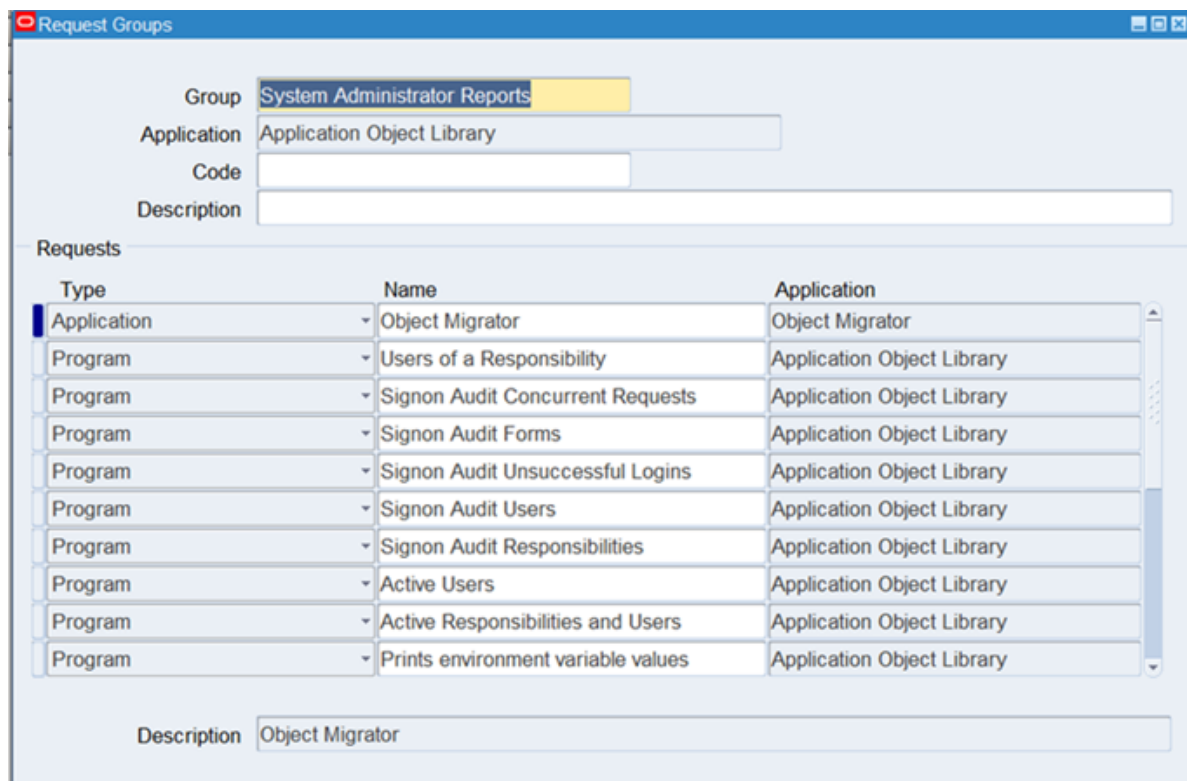 Request Groups
Group System Administrator Reports
Application Application Object Library
Code
Description
Requests
Type Name Application
Application Object Migrator Object Migrator
Program Users of a Responsibility Application Object Library
Program Signon Audit Concurrent Requests Application Object Library
Program Signon Audit Forms Application Object Library
Program Signon Audit Unsuccessful Logins Application Object Library
Program Signon Audit Users Application Object Library
Program Signon Audit Responsibilities Application Object Library
Program Active Users Application Object Library
Program Active Responsibilities and Users Application Object Library
Program Prints environment variable values Application Object Library
Description Object Migrator